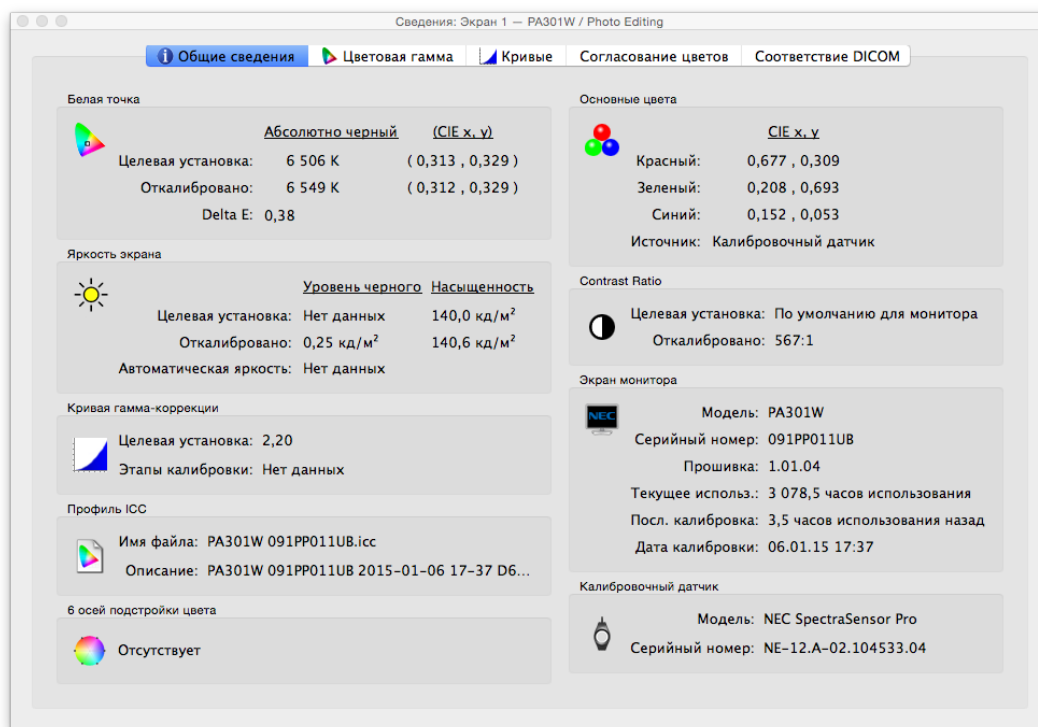 Сведения: Экран 1 — PA301W / Photo Editing
Общие сведения
Цветовая гамма
Кривые
Согласование цветов
Соответствие DICOM
Белая точка
Абсолютно черный (CIE x, y)
Целевая установка: 6 506 K ( 0,313 , 0,329 )
Откалибровано: 6 549 K ( 0,312 , 0,329 )
Delta E: 0,38
Яркость экрана
Уровень черного Насыщенность
Целевая установка: Нет данных 140,0 кд/м²
Откалибровано: 0,25 кд/м² 140,6 кд/м²
Автоматическая яркость: Нет данных
Кривая гамма-коррекции
Целевая установка: 2,20
Этапы калибровки: Нет данных
Профиль ICC
Имя файла: PA301W 091PP011UB.icc
Описание: PA301W 091PP011UB 2015-01-06 17-37 D6...
6 осей подстройки цвета
Отсутствует
Основные цвета
CIE x, y
Красный: 0,677 , 0,309
Зеленый: 0,208 , 0,693
Синий: 0,152 , 0,053
Источник: Калибровочный датчик
Contrast Ratio
Целевая установка: По умолчанию для монитора
Откалибровано: 567:1
Экран монитора
NEC
Модель: PA301W
Серийный номер: 091PP011UB
Прошивка: 1.01.04
Текущее использ.: 3 078,5 часов использования
Посл. калибровка: 3,5 часов использования назад
Дата калибровки: 06.01.15 17:37
Калибровочный датчик
Модель: NEC SpectraSensor Pro
Серийный номер: NE-12.A-02.104533.04